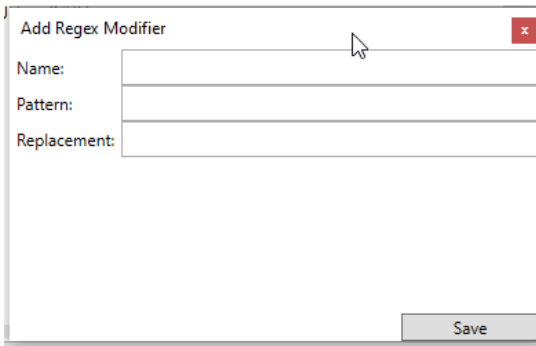 Add Regex Modifier
x
Name:
Pattern:
Replacement:
Save